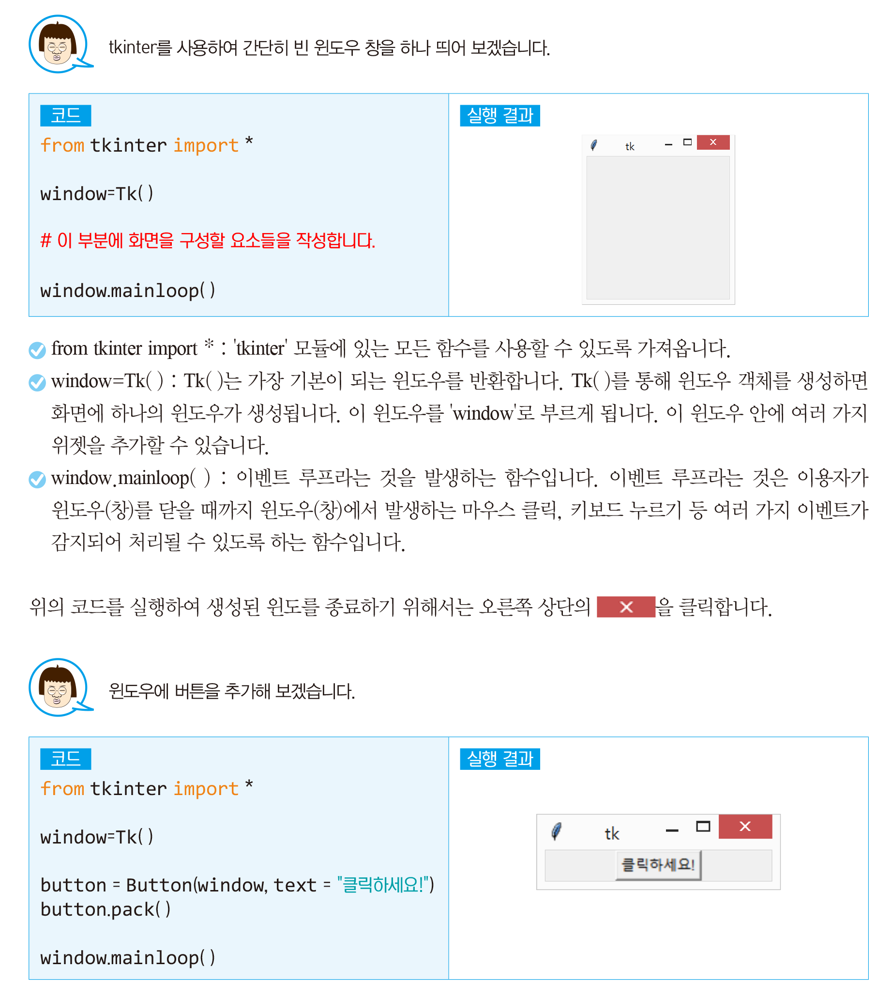 tkinter를 사용하여 간단히 빈 윈도우 창을 하나 띄어 보겠습니다.
코드
from tkinter import *
window=Tk( )
# 이 부분에 화면을 구성할 요소들을 작성합니다.
window.mainloop( )
실행 결과
tk
from tkinter import * : 'tkinter' 모듈에 있는 모든 함수를 사용할 수 있도록 가져옵니다.
window=Tk( ) : Tk( )는 가장 기본이 되는 윈도우를 반환합니다. Tk( )를 통해 윈도우 객체를 생성하면
화면에 하나의 윈도우가 생성됩니다. 이 윈도우를 'window'로 부르게 됩니다. 이 윈도우 안에 여러 가지
위젯을 추가할 수 있습니다.
window.mainloop( ) : 이벤트 루프라는 것을 발생하는 함수입니다. 이벤트 루프라는 것은 이용자가
윈도우(창)를 닫을 때까지 윈도우(창)에서 발생하는 마우스 클릭, 키보드 누르기 등 여러 가지 이벤트가
감지되어 처리될 수 있도록 하는 함수입니다.
위의 코드를 실행하여 생성된 윈도를 종료하기 위해서는 오른쪽 상단의 을 클릭합니다.
윈도우에 버튼을 추가해 보겠습니다.
코드
from tkinter import *
window=Tk( )
button = Button(window, text = "클릭하세요!")
button.pack( )
window.mainloop( )
실행 결과
tk
클릭하세요!